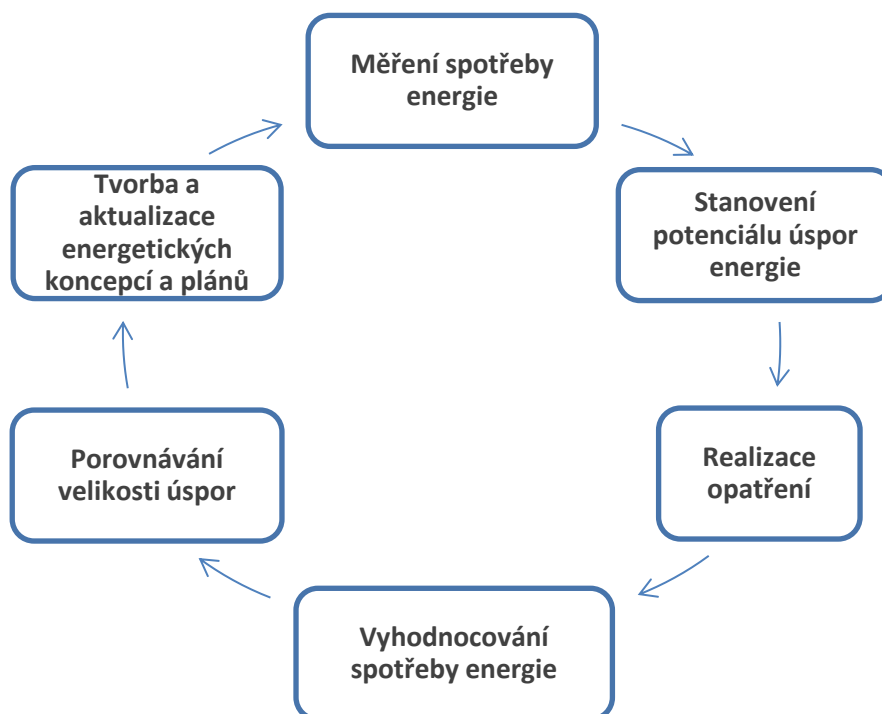 Měření spotřeby
energie
Stanovení
potenciálu úspor
energie
Realizace
opatření
Vyhodnocování
spotřeby energie
Porovnávání
velikosti úspor
Tvorba a
aktualizace
energetických
koncepcí a plánů